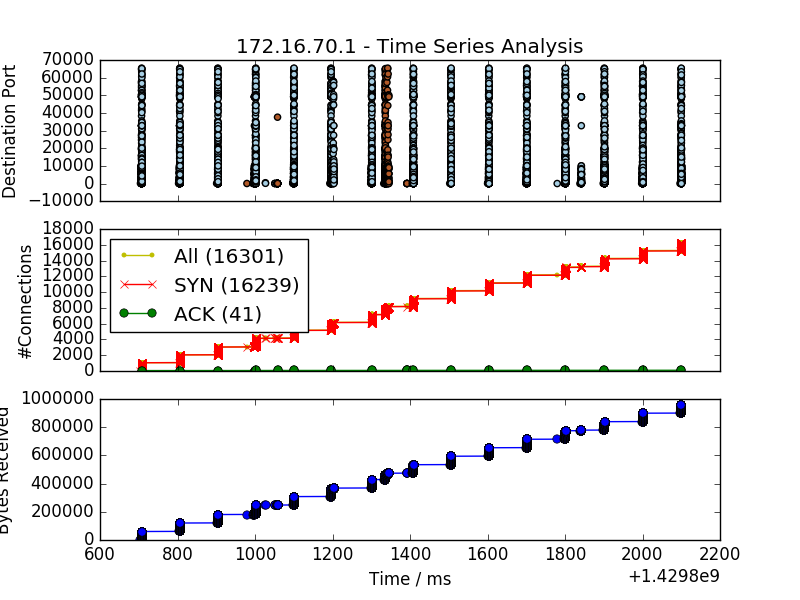 172.16.70.1 - Time Series Analysis
Destination Port
70000
60000
50000
40000
30000
20000
10000
0
−10000
#Connections
18000
16000
14000
12000
10000
8000
6000
4000
2000
0
All (16301)
SYN (16239)
ACK (41)
Bytes Received
1000000
800000
600000
400000
200000
0
600 800 1000 1200 1400 1600 1800 2000 2200
Time / ms
+1.4298e9